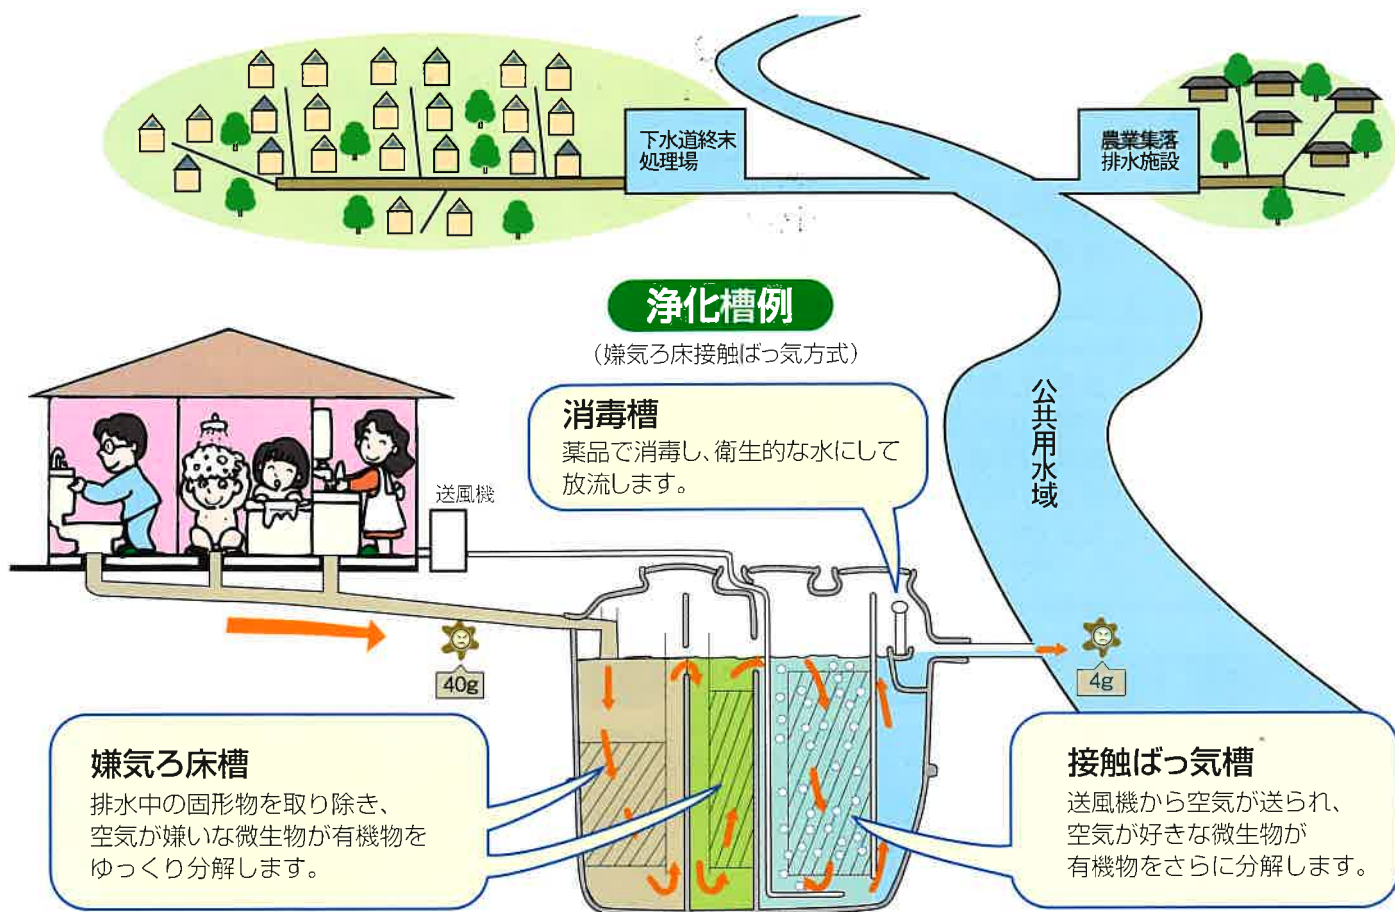 下水道終末
処理場
農業集落
排水施設
浄化槽例
(嫌気ろ床接触ばっ気方式)
公共用水域
消毒槽
薬品で消毒し、衛生的な水にして
放流します。
送風機
40g
4g
嫌気ろ床槽
排水中の固形物を取り除き、
空気が嫌いな微生物が有機物を
ゆっくり分解します。
接触ばっ気槽
送風機から空気が送られ、
空気が好きな微生物が
有機物をさらに分解します。